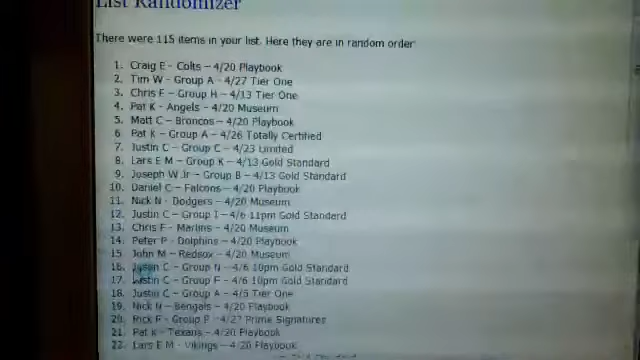 List Randomizer
There were 115 items in your list. Here they are in random order
1. Craig E - Colts - 4/20 Playbook
2. Tim W - Group A - 4/27 Tier One
3. Chris F - Group H - 4/13 Tier One
4. Pat K - Angels - 4/20 Museum
5. Matt C - Broncos - 4/20 Playbook
6. Pat K - Group A - 4/26 Totally Certified
7. Justin C - Group C - 4/23 Limited
8. Lars E M - Group K - 4/13 Gold Standard
9. Joseph W Jr - Group B - 4/13 Gold Standard
10. Daniel C - Falcons - 4/20 Playbook
11. Nick N - Dodgers - 4/20 Museum
12. Justin C - Group I - 4/6 11pm Gold Standard
13. Chris F - Marlins - 4/20 Museum
14. Peter P - Dolphins - 4/20 Playbook
15. John M - Redsox - 4/20 Museum
16. C - Group N - 4/6 10pm Gold Standard
17. Justin C - Group F - 4/6 10pm Gold Standard
18. Justin C - Group A - 4/5 Tier One
19. Nick N - Bengals - 4/20 Playbook
20. Rick F - Group P - 4/27 Prime Signatures
21. Pat K - Texans - 4/20 Playbook
22. Lars E M - Vikings - 4/20 Playbook